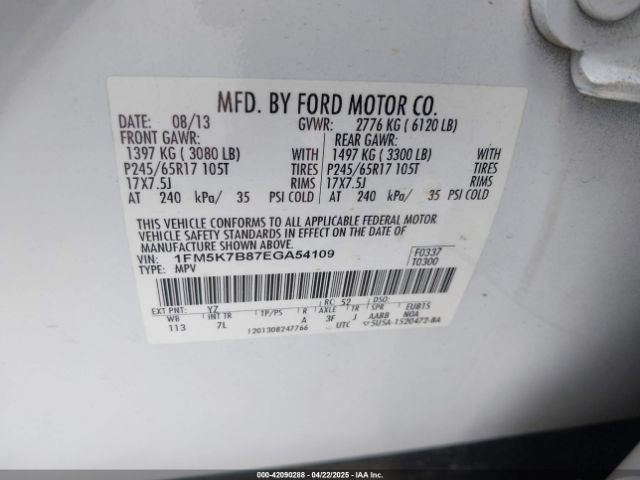 MFD. BY FORD MOTOR CO.
DATE: 08/13 GVWR: 2776 KG ( 6120 LB)
FRONT GAWR: REAR GAWR:
1397 KG ( 3080 LB) WITH 1497 KG ( 3300 LB) WITH
P245/65R17 105T TIRES P245/65R17 105T TIRES
17X7.5J RIMS 17X7.5J RIMS
AT 240 kPa/ 35 PSI COLD AT 240 kPa/ 35 PSI COLD
THIS VEHICLE CONFORMS TO ALL APPLICABLE FEDERAL MOTOR
VEHICLE SAFETY STANDARDS IN EFFECT ON THE DATE OF
MANUFACTURE SHOWN ABOVE.
VIN: 1FM5K7B87EGA54109 F0337
TYPE: MPV T0300
EXT PNT: YZ RC: 52 DSO:
WB INT TR TP/PS R AXLE TR SPR EUB15
113 7L A 3F J AABB NOA
1201308247766 UTC 5U5A-1520472-BA
000-42090288 - 04/22/2025 - IAA Inc.